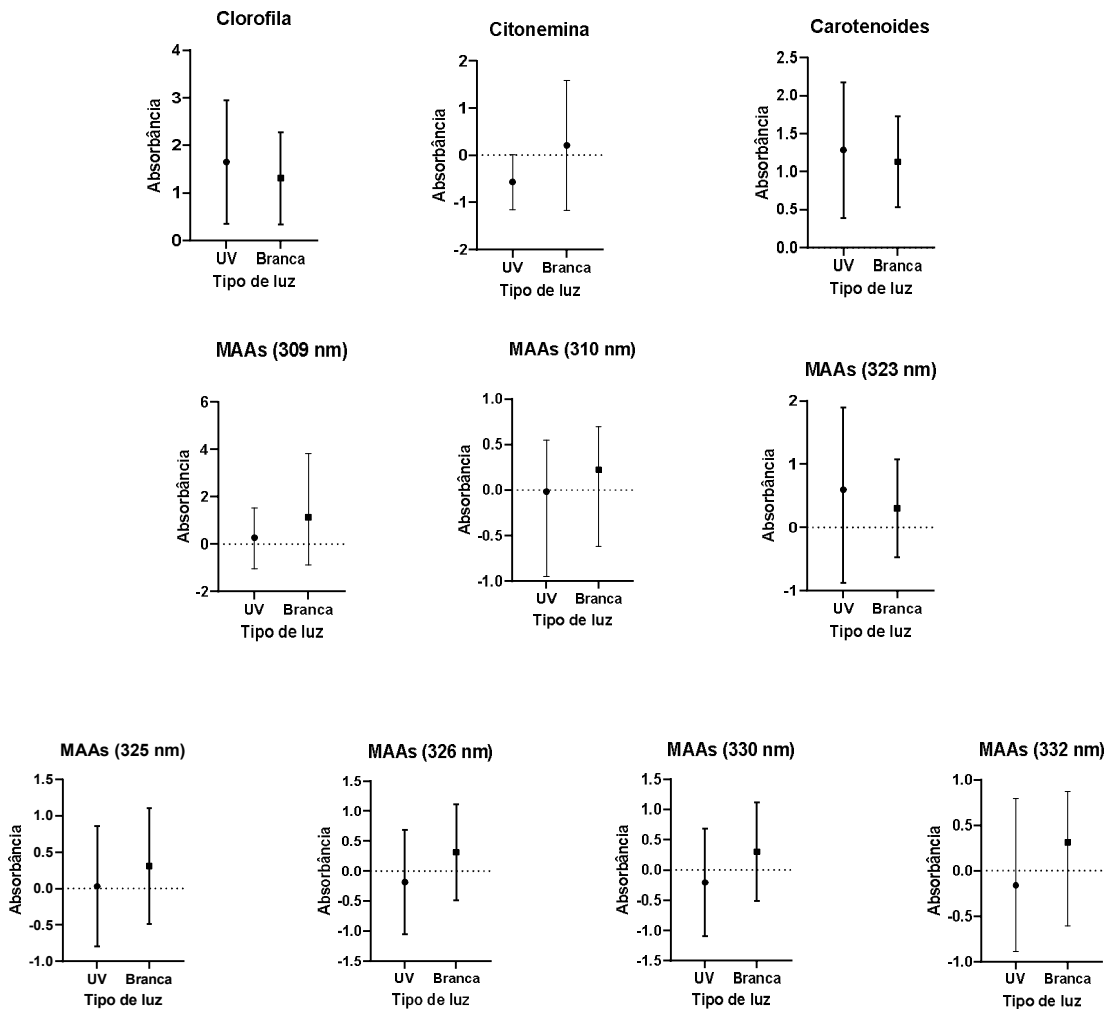 Clorofila
4
3
2
1
0
Absorbância
UV Branca
Tipo de luz
Citonemina
2
1
0
-1
-2
Absorbância
UV Branca
Tipo de luz
Carotenoides
2.5
2.0
1.5
1.0
0.5
0.0
Absorbância
UV Branca
Tipo de luz
MAAs (309 nm)
6
4
2
0
-2
Absorbância
UV Branca
Tipo de luz
MAAs (310 nm)
1.0
0.5
0.0
-0.5
-1.0
Absorbância
UV Branca
Tipo de luz
MAAs (323 nm)
2
1
0
-1
Absorbância
UV Branca
Tipo de luz
MAAs (325 nm)
1.5
1.0
0.5
0.0
-0.5
-1.0
Absorbância
UV Branca
Tipo de luz
MAAs (326 nm)
1.5
1.0
0.5
0.0
-0.5
-1.0
-1.5
Absorbância
UV Branca
Tipo de luz
MAAs (330 nm)
1.5
1.0
0.5
0.0
-0.5
-1.0
-1.5
Absorbância
UV Branca
Tipo de luz
MAAs (332 nm)
1.0
0.5
0.0
-0.5
-1.0
Absorbância
UV Branca
Tipo de luz